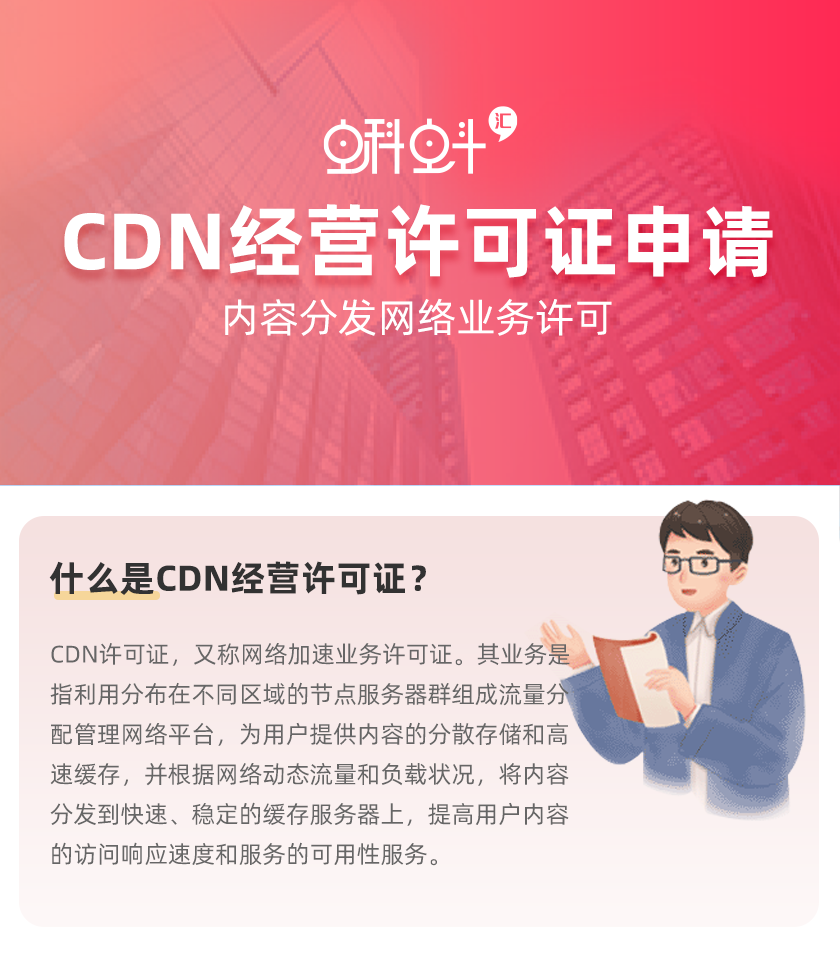 蝌蚪
汇
CDN经营许可证申请
内容分发网络业务许可
什么是CDN经营许可证？
CDN许可证，又称网络加速业务许可证。其业务是
指利用分布在不同区域的节点服务器群组成流量分
配管理网络平台，为用户提供内容的分散存储和高
速缓存，并根据网络动态流量和负载状况，将内容
分发到快速、稳定的缓存服务器上，提高用户内容
的访问响应速度和服务的可用性服务。